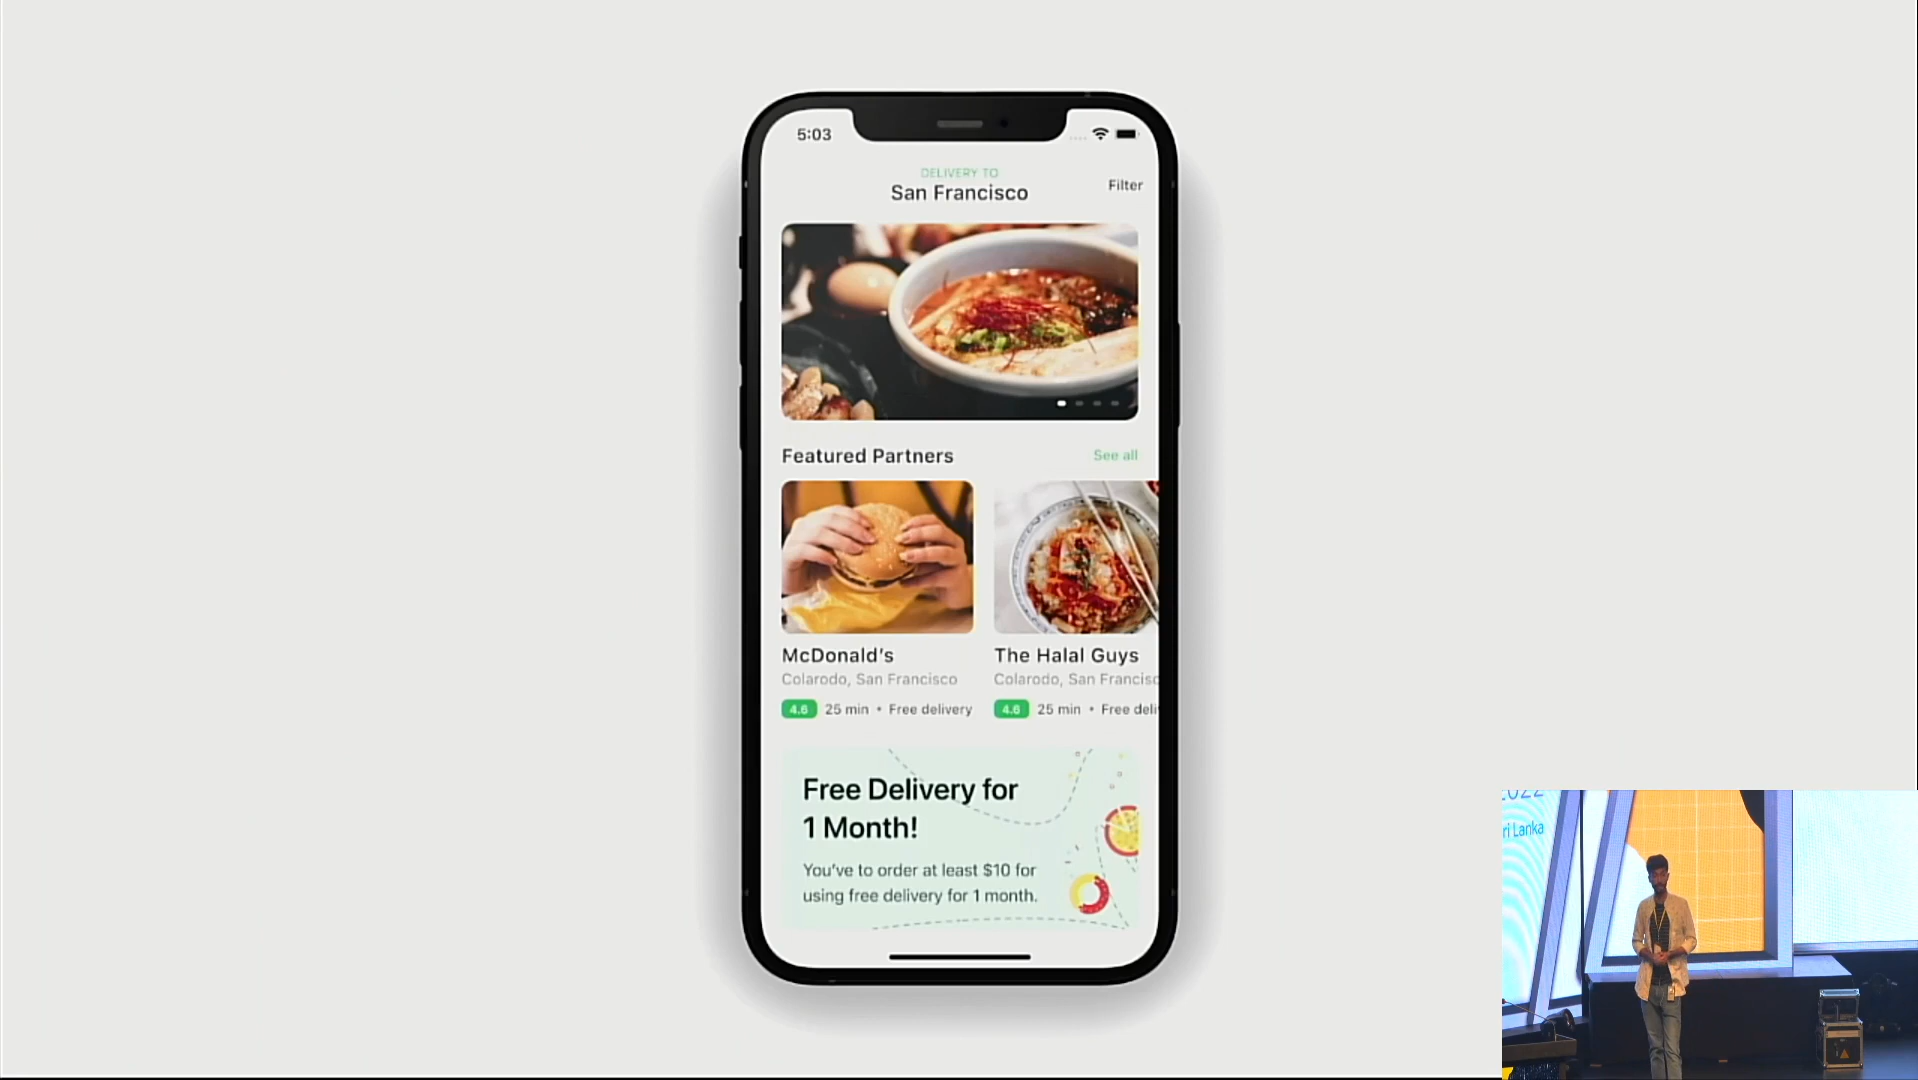 5:03
DELIVERY TO
San Francisco
Filter
Featured Partners
See all
McDonald's
Colarodo, San Francisco
4.6 25 min • Free delivery
The Halal Guys
Colarodo, San Francisc
4.6 25 min • Free deli
Free Delivery for
1 Month!
You've to order at least $10 for
using free delivery for 1 month.
2022
ri Lanka